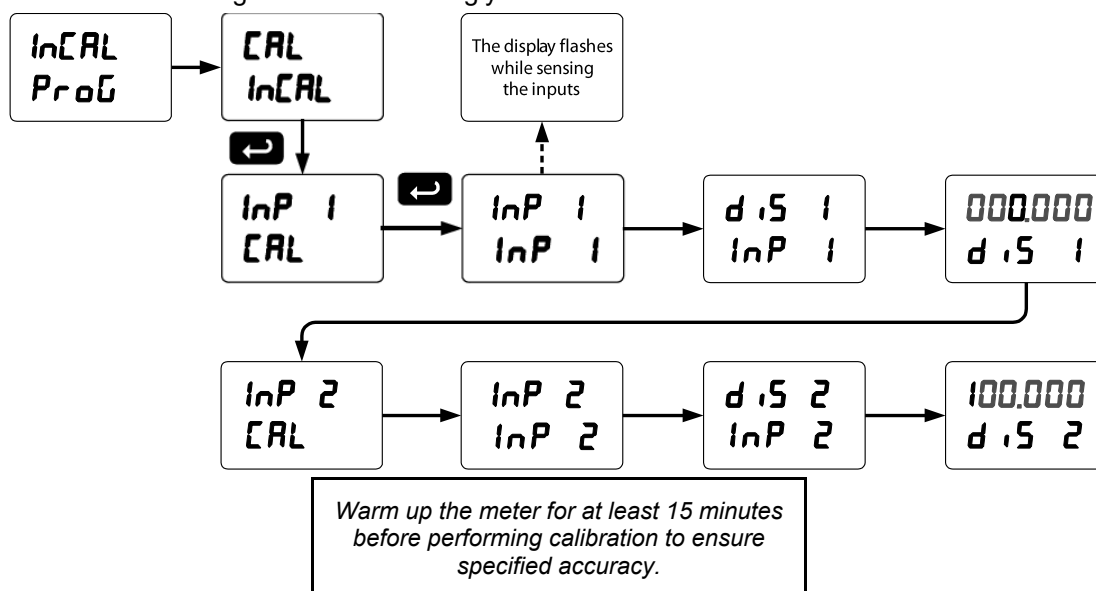 InCAL
ProG
CAL
InCAL
The display flashes
while sensing
the inputs
InP 1
CAL
InP 1
InP 1
diS 1
InP 1
000.000
diS 1
InP 2
CAL
InP 2
InP 2
diS 2
InP 2
100.000
diS 2
Warm up the meter for at least 15 minutes
before performing calibration to ensure
specified accuracy.